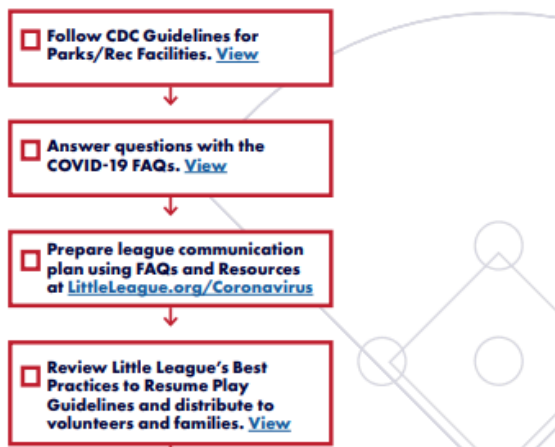 Follow CDC Guidelines for
Parks/Rec Facilities. View
Answer questions with the
COVID-19 FAQs. View
Prepare league communication
plan using FAQs and Resources
at LittleLeague.org/Coronavirus
Review Little League’s Best
Practices to Resume Play
Guidelines and distribute to
volunteers and families. View